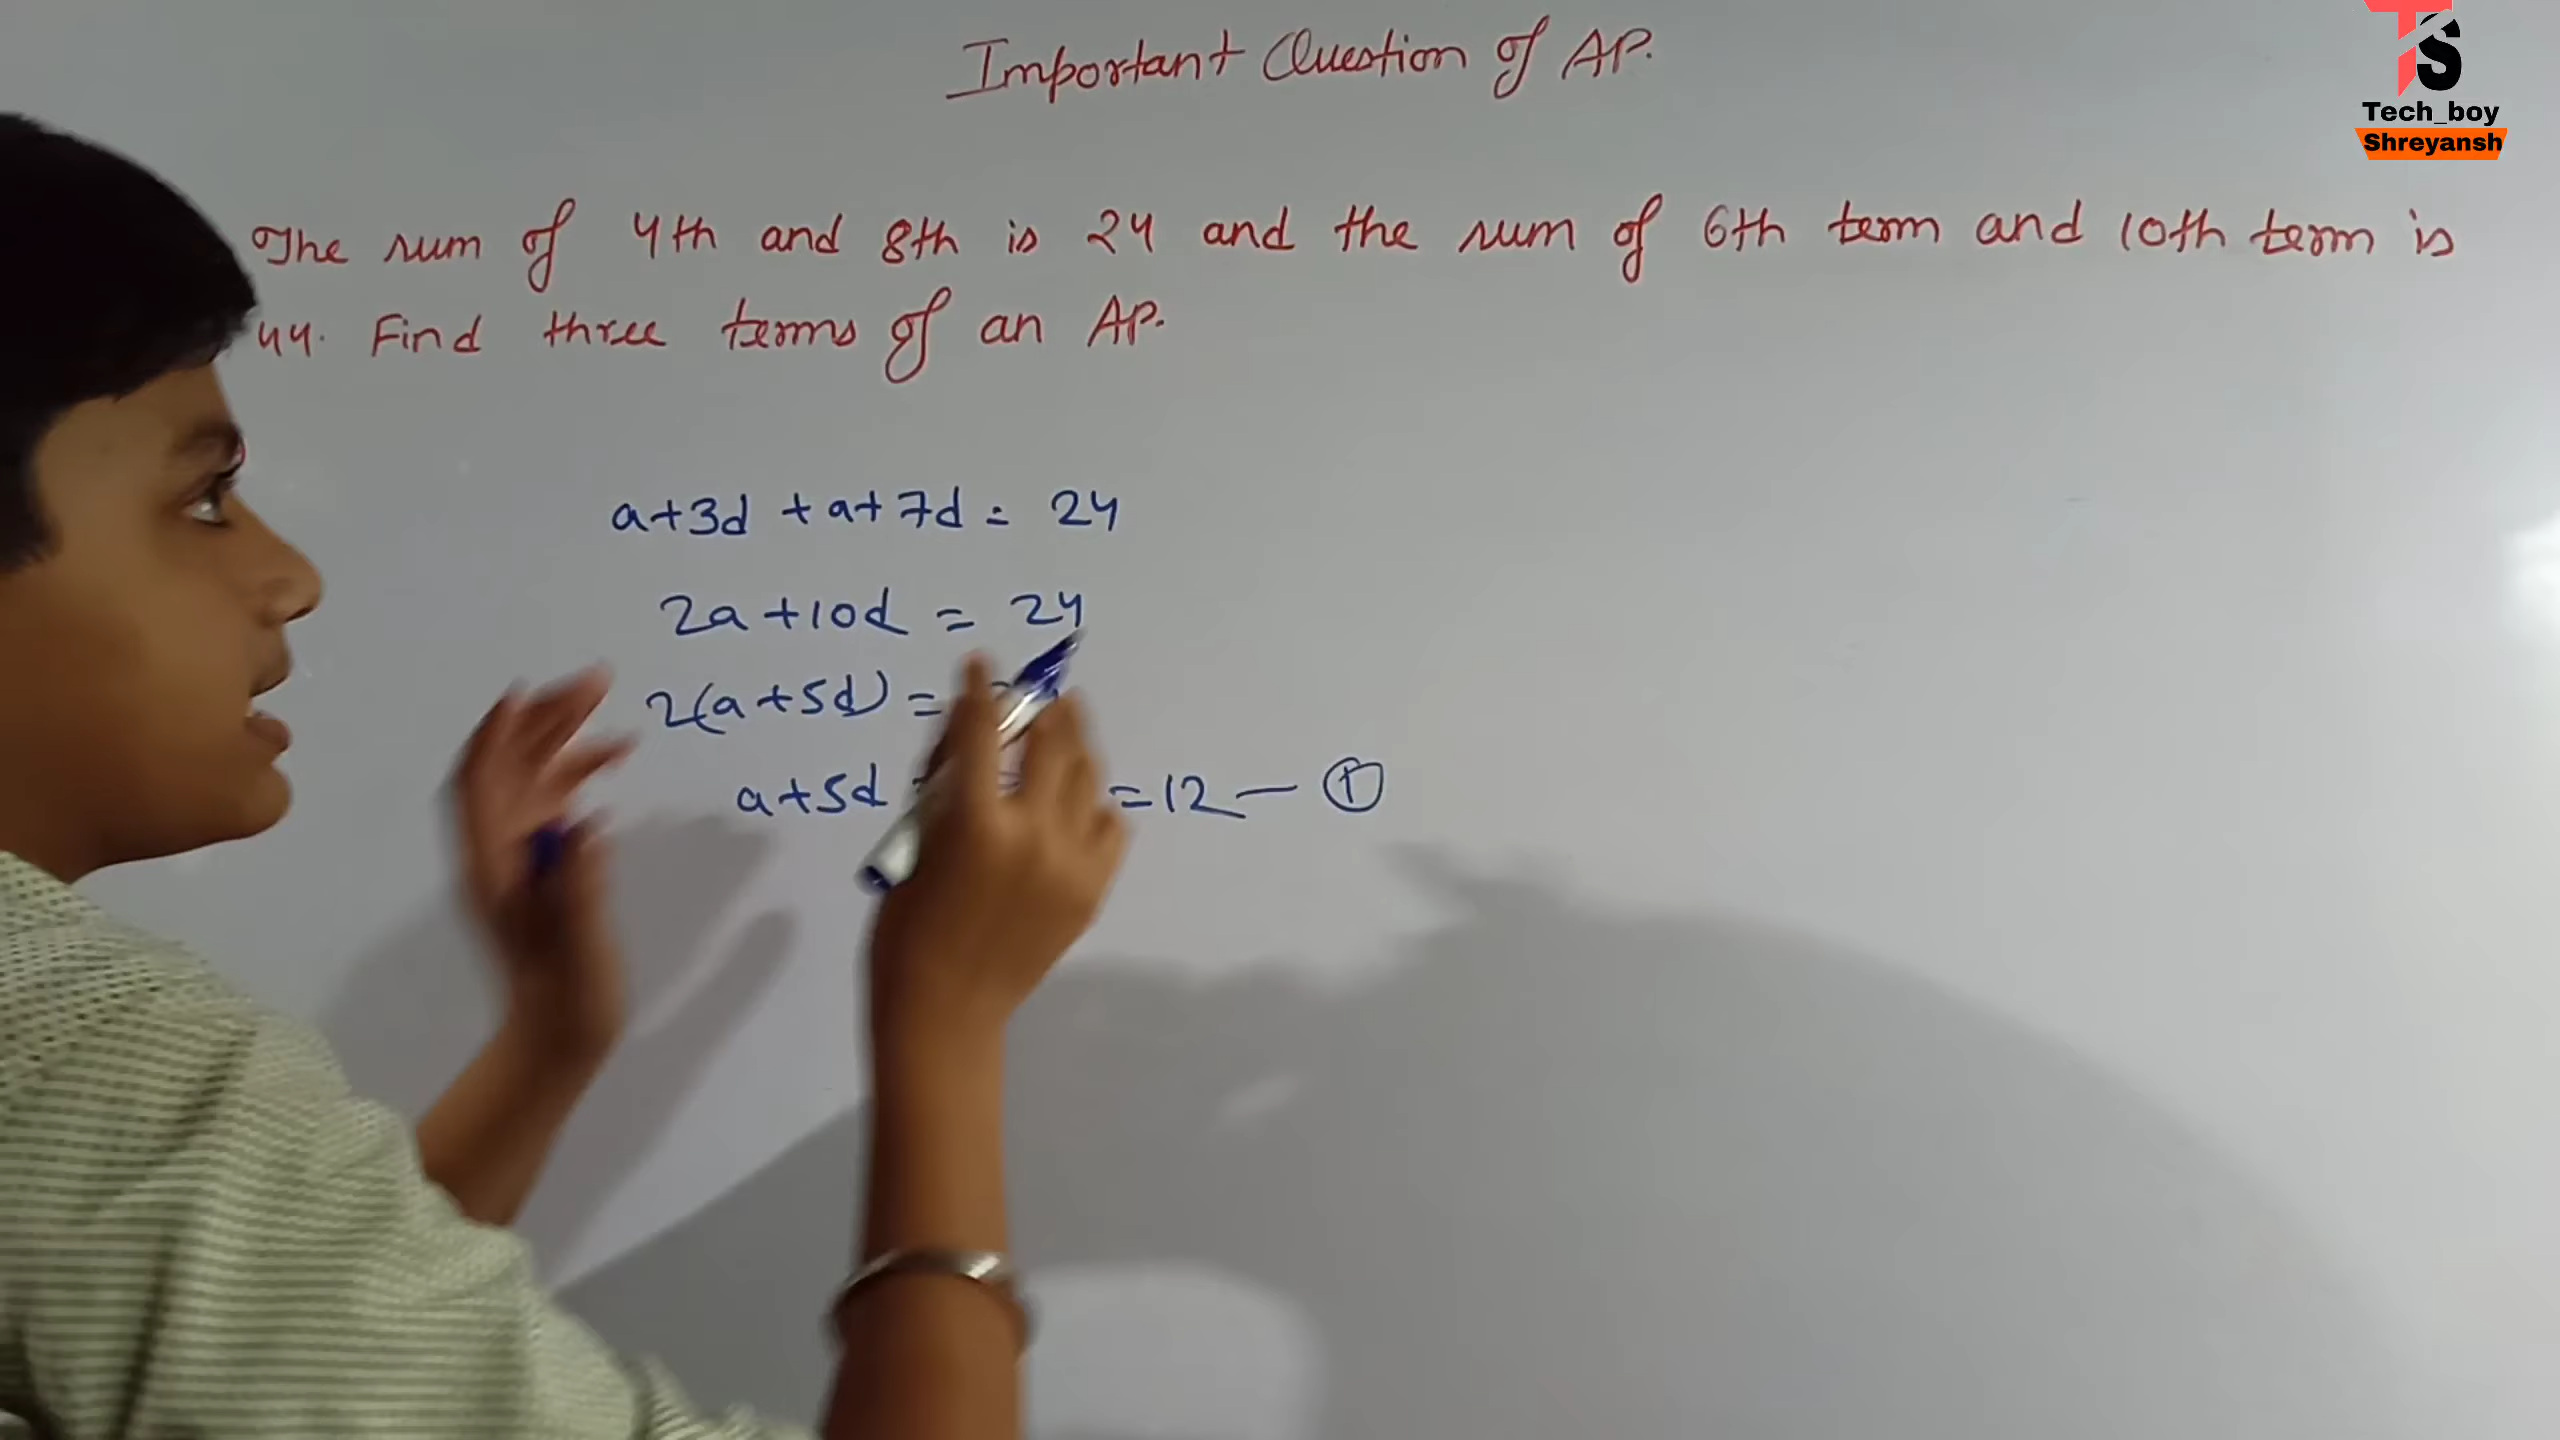 Important Question of AP.
TS
Tech_boy
Shreyansh
The sum of 4th and 8th is 24 and the sum of 6th term and 10th term is
44. Find three terms of an AP.
a+3d + a+7d = 24
2a+10d = 24
2(a+5d) =
a+5d = 12 — ①